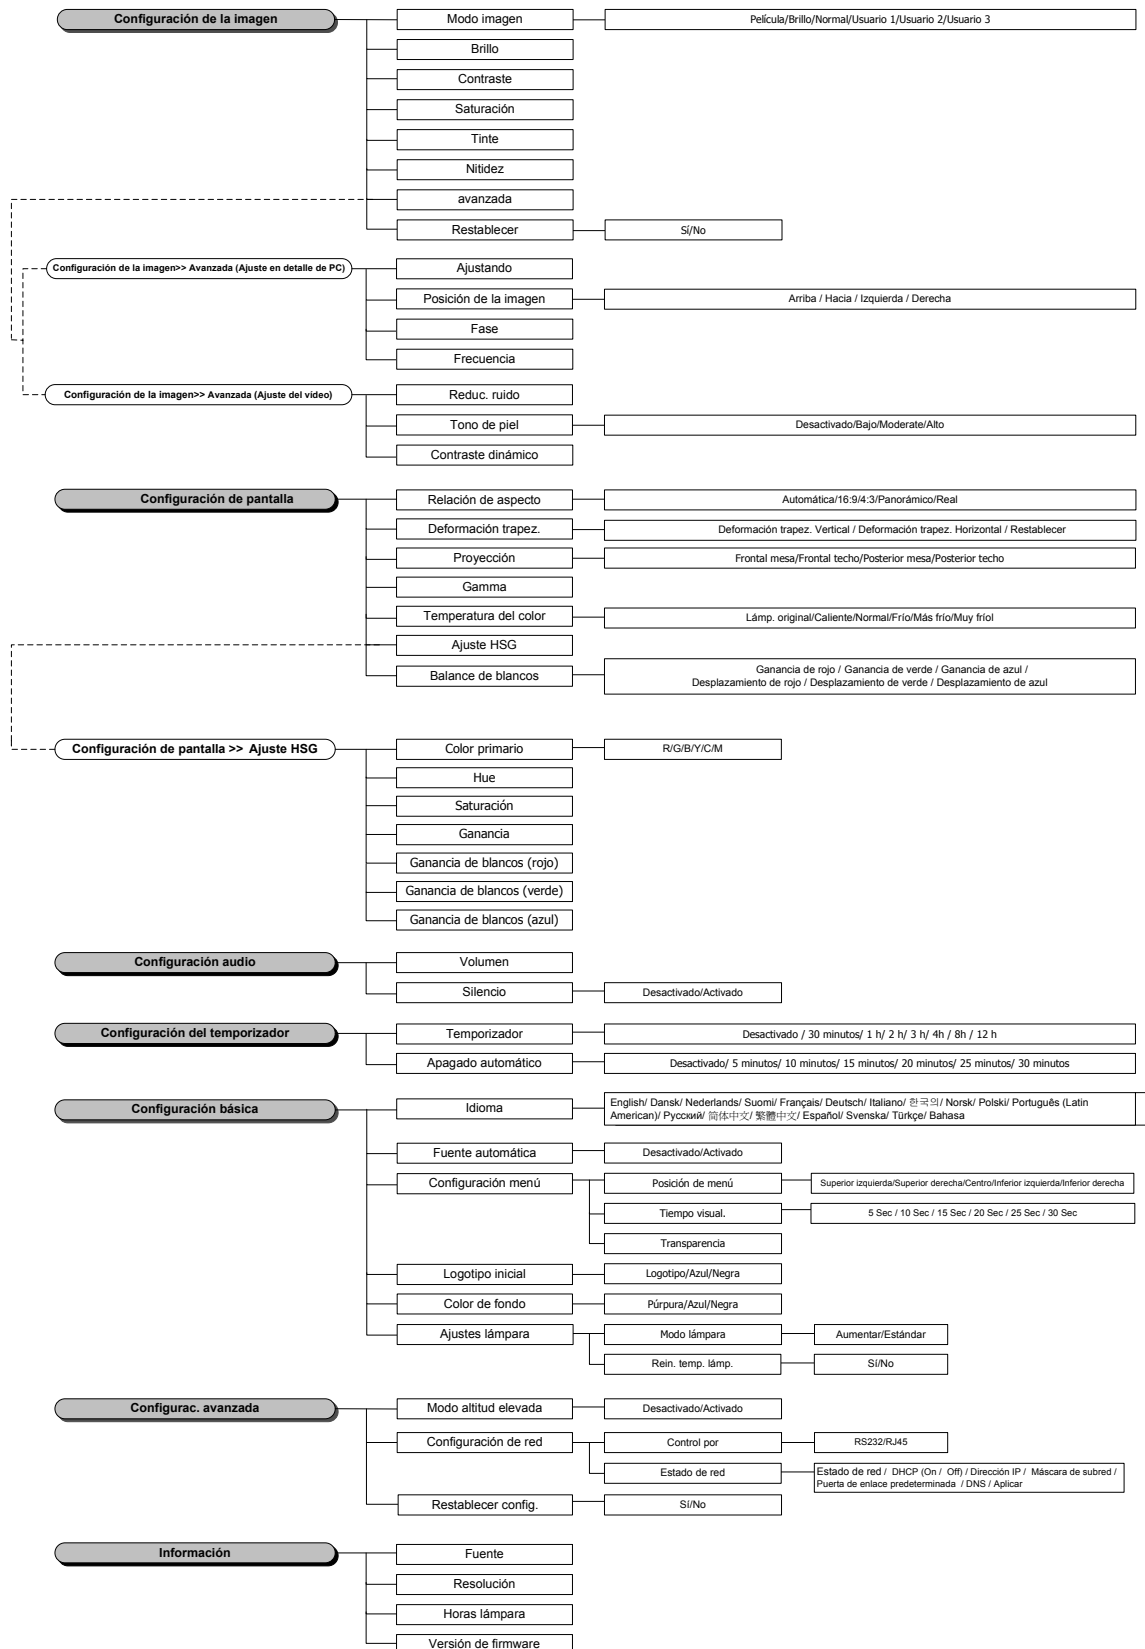 Configuración de la imagen
Modo imagen
Película/Brillo/Normal/Usuario 1/Usuario 2/Usuario 3
Brillo
Contraste
Saturación
Tinte
Nitidez
avanzada
Restablecer
Sí/No
Configuración de la imagen>> Avanzada (Ajuste en detalle de PC)
Ajustando
Posición de la imagen
Arriba / Hacia / Izquierda / Derecha
Fase
Frecuencia
Configuración de la imagen>> Avanzada (Ajuste del vídeo)
Reduc. ruido
Tono de piel
Desactivado/Bajo/Moderate/Alto
Contraste dinámico
Configuración de pantalla
Relación de aspecto
Automática/16:9/4:3/Panorámico/Real
Deformación trapez.
Deformación trapez. Vertical / Deformación trapez. Horizontal / Restablecer
Proyección
Frontal mesa/Frontal techo/Posterior mesa/Posterior techo
Gamma
Temperatura del color
Lámp. original/Caliente/Normal/Frío/Más frío/Muy fríol
Ajuste HSG
Balance de blancos
Ganancia de rojo / Ganancia de verde / Ganancia de azul /
Desplazamiento de rojo / Desplazamiento de verde / Desplazamiento de azul
Configuración de pantalla >> Ajuste HSG
Color primario
R/G/B/Y/C/M
Hue
Saturación
Ganancia
Ganancia de blancos (rojo)
Ganancia de blancos (verde)
Ganancia de blancos (azul)
Configuración audio
Volumen
Silencio
Desactivado/Activado
Configuración del temporizador
Temporizador
Desactivado / 30 minutos/ 1 h/ 2 h/ 3 h/ 4h / 8h / 12 h
Apagado automático
Desactivado/ 5 minutos/ 10 minutos/ 15 minutos/ 20 minutos/ 25 minutos/ 30 minutos
Configuración básica
Idioma
English/ Dansk/ Nederlands/ Suomi/ Français/ Deutsch/ Italiano/ 한국의/ Norsk/ Polski/ Português (Latin
American)/ Русский/ 简体中文/ 繁體中文/ Español/ Svenska/ Türkçe/ Bahasa
Fuente automática
Desactivado/Activado
Configuración menú
Posición de menú
Superior izquierda/Superior derecha/Centro/Inferior izquierda/Inferior derecha
Tiempo visual.
5 Sec / 10 Sec / 15 Sec / 20 Sec / 25 Sec / 30 Sec
Transparencia
Logotipo inicial
Logotipo/Azul/Negra
Color de fondo
Púrpura/Azul/Negra
Ajustes lámpara
Modo lámpara
Aumentar/Estándar
Rein. temp. lámp.
Sí/No
Configurac. avanzada
Modo altitud elevada
Desactivado/Activado
Configuración de red
Control por
RS232/RJ45
Estado de red
Estado de red / DHCP (On / Off) / Dirección IP / Máscara de subred /
Puerta de enlace predeterminada / DNS / Aplicar
Restablecer config.
Sí/No
Información
Fuente
Resolución
Horas lámpara
Versión de firmware